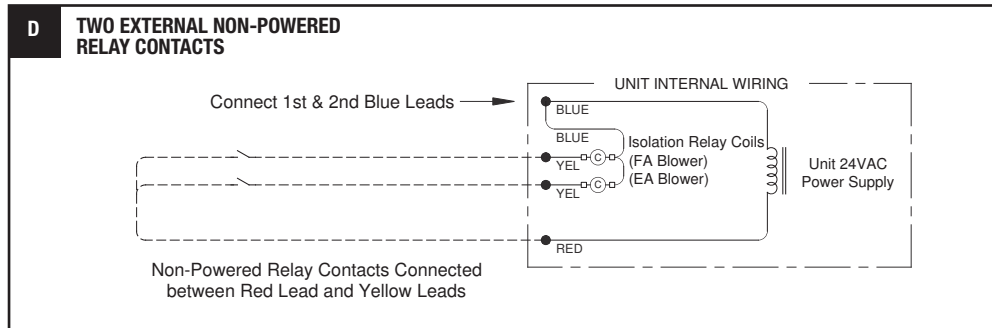 D
TWO EXTERNAL NON-POWERED
RELAY CONTACTS
UNIT INTERNAL WIRING
Connect 1st & 2nd Blue Leads
BLUE
BLUE
Isolation Relay Coils
(FA Blower)
(EA Blower)
YEL
C
YEL
C
Unit 24VAC
Power Supply
RED
Non-Powered Relay Contacts Connected
between Red Lead and Yellow Leads